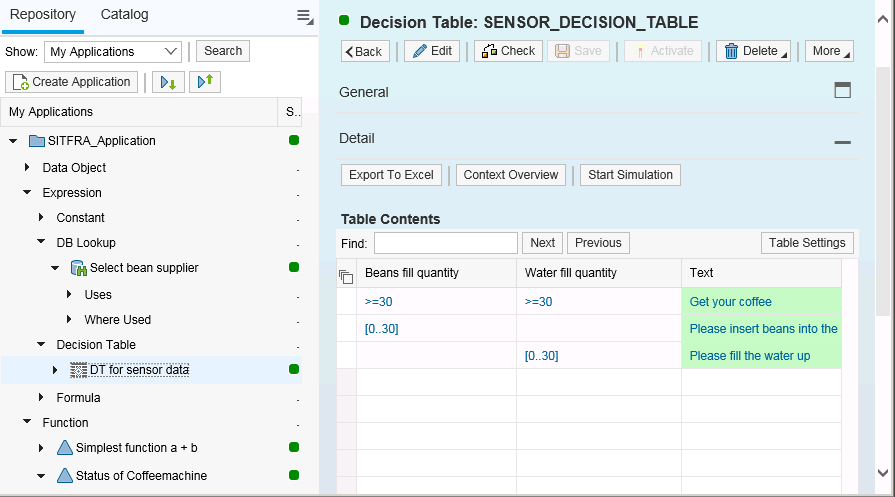 Repository Catalog
Show: My Applications Search
Create Application
My Applications S..
SITFRA_Application
Data Object .
Expression .
Constant .
DB Lookup .
Select bean supplier
Uses .
Where Used .
Decision Table .
DT for sensor data
Formula .
Function .
Simplest function a + b
Status of Coffeemachine
Decision Table: SENSOR_DECISION_TABLE
Back Edit Check Save Activate Delete More
General
Detail
Export To Excel Context Overview Start Simulation
Table Contents
Find: Next Previous Table Settings
Beans fill quantity Water fill quantity Text
>=30 >=30 Get your coffee
[0..30] Please insert beans into the
[0..30] Please fill the water up